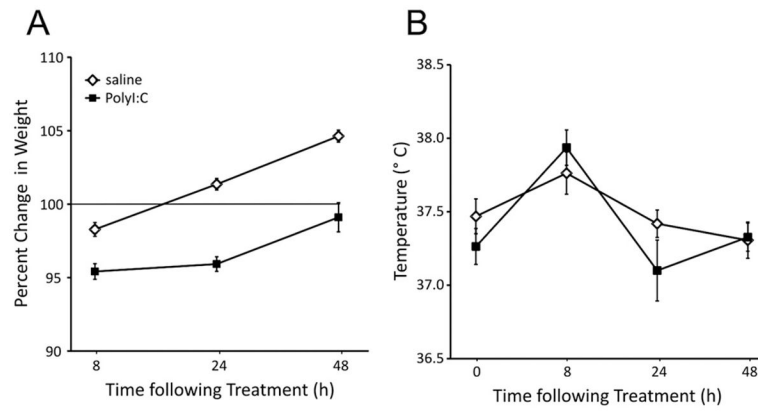 A
110
105
100
95
90
Percent Change in Weight
saline
PolyI:C
8
24
48
Time following Treatment (h)
B
38.5
38.0
37.5
37.0
36.5
Temperature (° C)
0
8
24
48
Time following Treatment (h)